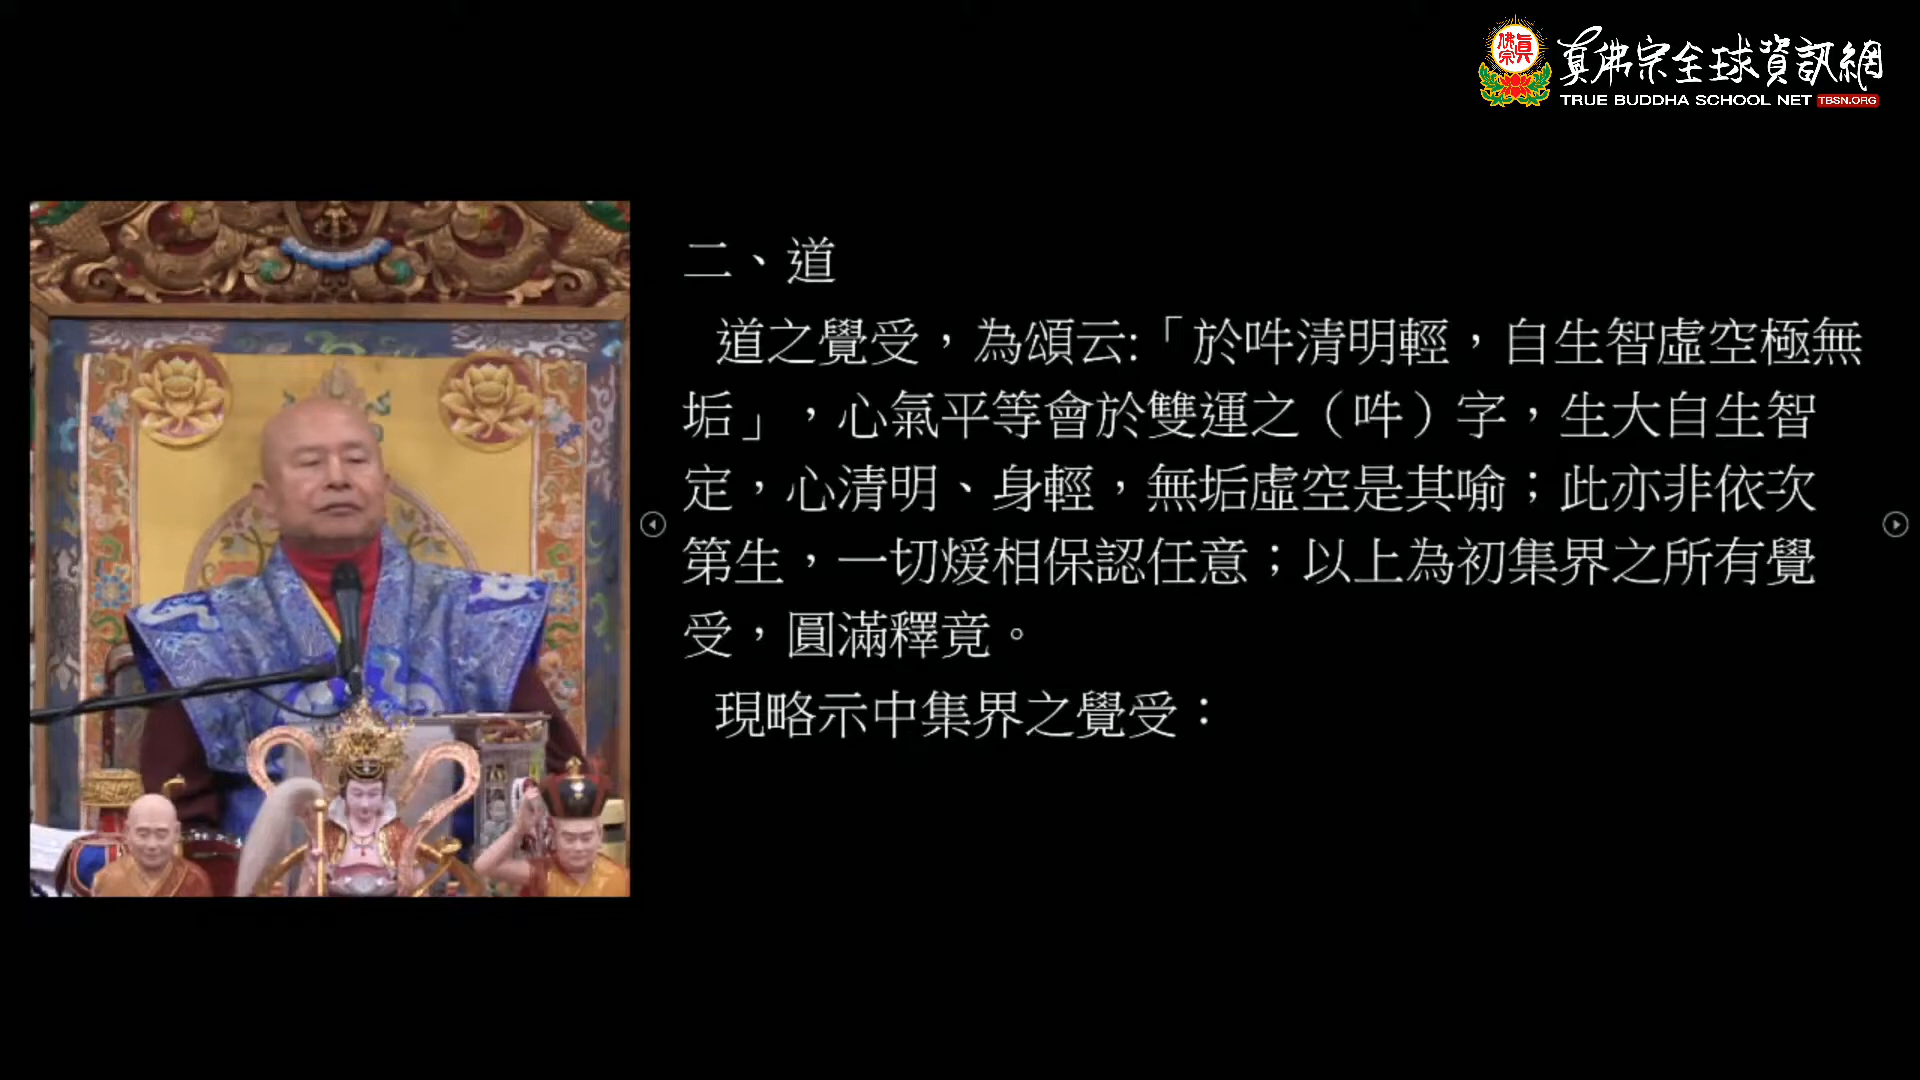 真佛宗
真佛宗全球資訊網
TRUE BUDDHA SCHOOL NET TBSN.ORG
二、道
道之覺受，為頌云:「於吽清明輕，自生智虛空極無
垢」，心氣平等會於雙運之（吽）字，生大自生智
定，心清明、身輕，無垢虛空是其喻；此亦非依次
第生，一切煖相保認任意；以上為初集界之所有覺
受，圓滿釋竟。
現略示中集界之覺受：